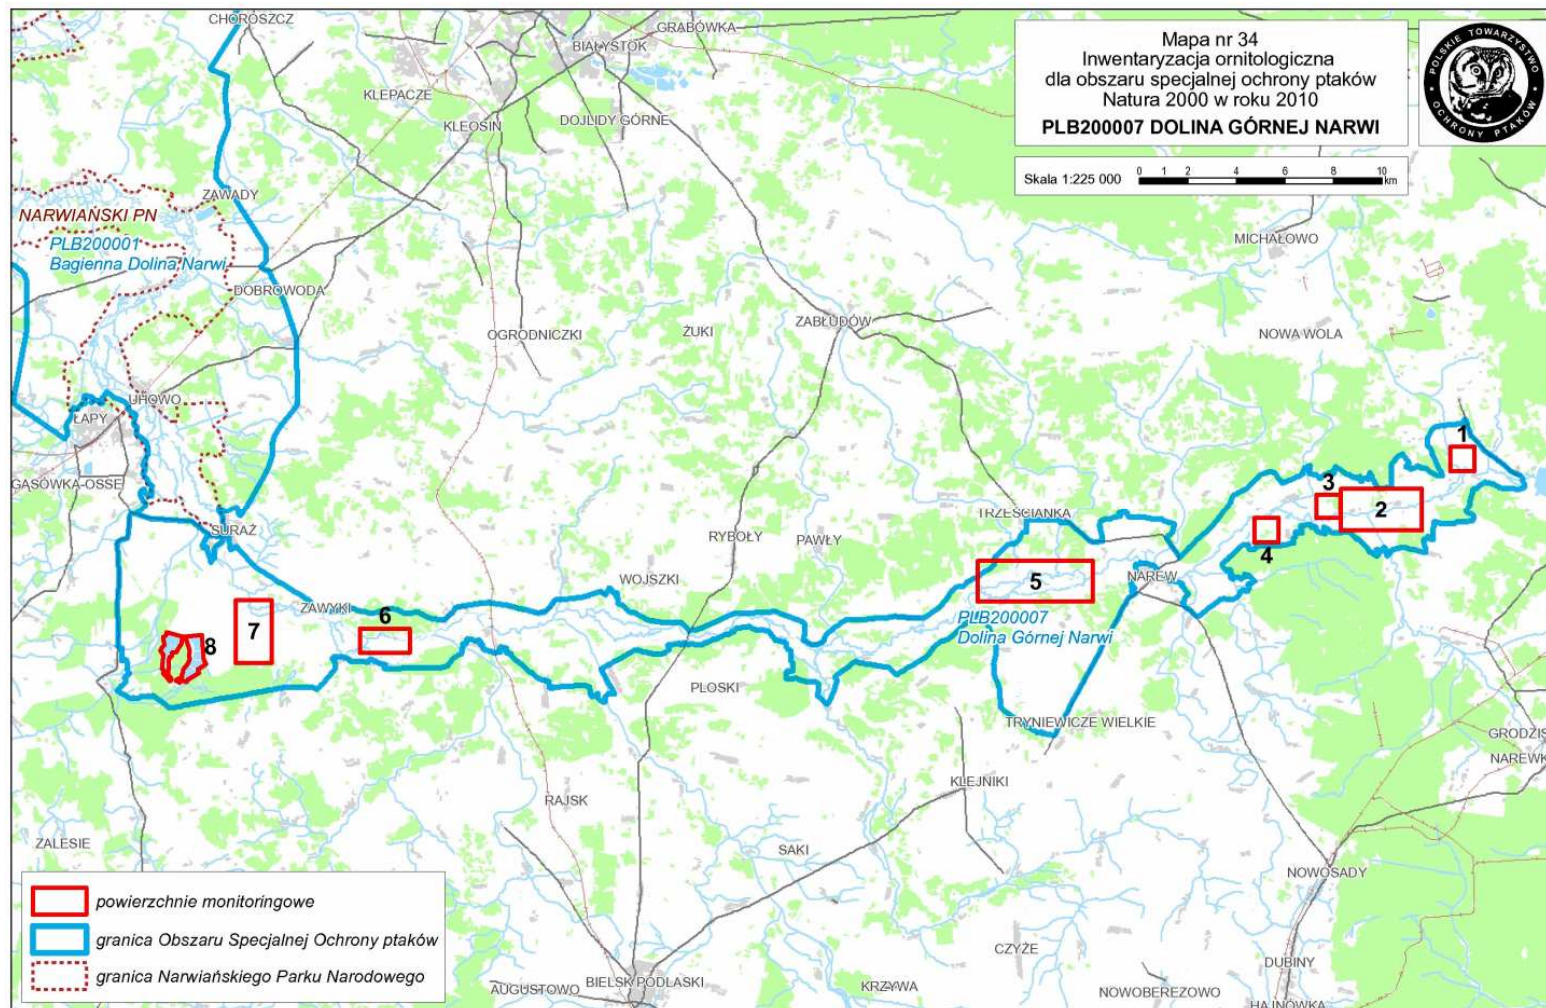 CHOROSZCZ
GRABÓWKA
BIAŁYSTOK
KLEPACZE
KLEOSIN
DOJLIDY GÓRNE
Mapa nr 34
Inwentaryzacja ornitologiczna
dla obszaru specjalnej ochrony ptaków
Natura 2000 w roku 2010
PLB200007 DOLINA GÓRNEJ NARWI
POLSKIE TOWARZYSTWO
OCHRONY PTAKÓW
Skala 1:225 000
0 1 2 4 6 8 10
km
ZAWADY
NARWIAŃSKI PN
PLB200001
Bagienna Dolina Narwi
MICHAŁOWO
DOBROWODA
OGRODNICZKI
ŻUKI
ZABŁUDÓW
NOWA WOLA
UHOWO
ŁAPY
GĄSÓWKA-OSSE
1
3
2
4
SURAŻ
TRZEŚCIANKA
RYBOŁY
PAWŁY
WOJSZKI
5
NAREW
ZAWYKI
6
7
8
PLB200007
Dolina Górnej Narwi
PLOSKI
TRYNIEWICZE WIELKIE
GRODZIS
NAREWK
KLEJNIKI
RAJSK
ZALESIE
SAKI
NOWOSADY
powierzchnie monitoringowe
granica Obszaru Specjalnej Ochrony ptaków
granica Narwiańskiego Parku Narodowego
CZYŻE
DUBINY
AUGUSTOWO
BIELSK PODLASKI
KRZYWA
NOWOBEREZOWO
HAJNÓWKA